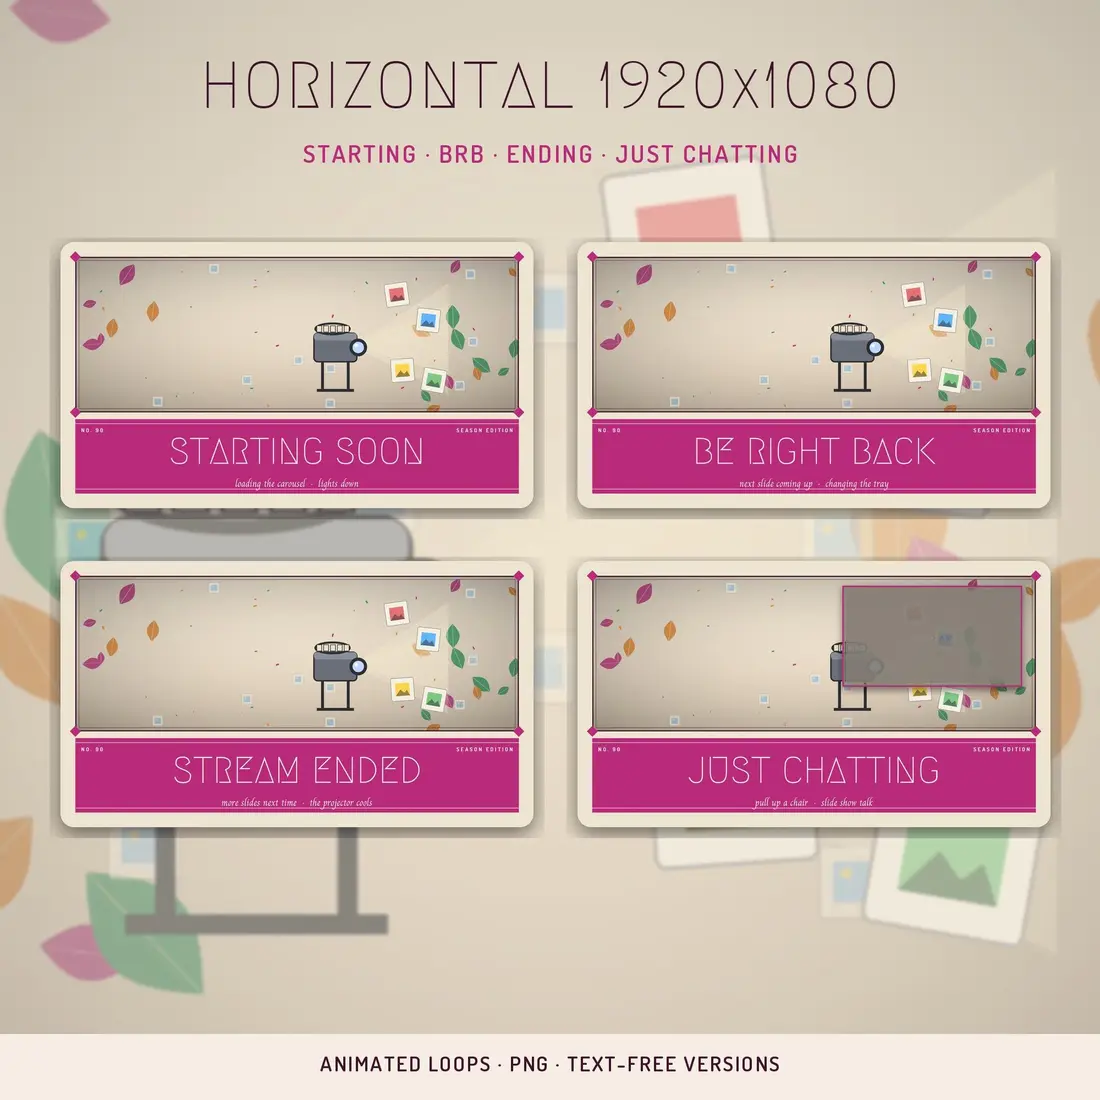 HORIZONTAL 1920x1080
STARTING · BRB · ENDING · JUST CHATTING
NO. 90 SEASON EDITION
STARTING SOON
loading the carousel · lights down
NO. 90 SEASON EDITION
BE RIGHT BACK
next slide coming up · changing the tray
NO. 90 SEASON EDITION
STREAM ENDED
more slides next time · the projector cools
NO. 90 SEASON EDITION
JUST CHATTING
pull up a chair · slide show talk
ANIMATED LOOPS · PNG · TEXT-FREE VERSIONS